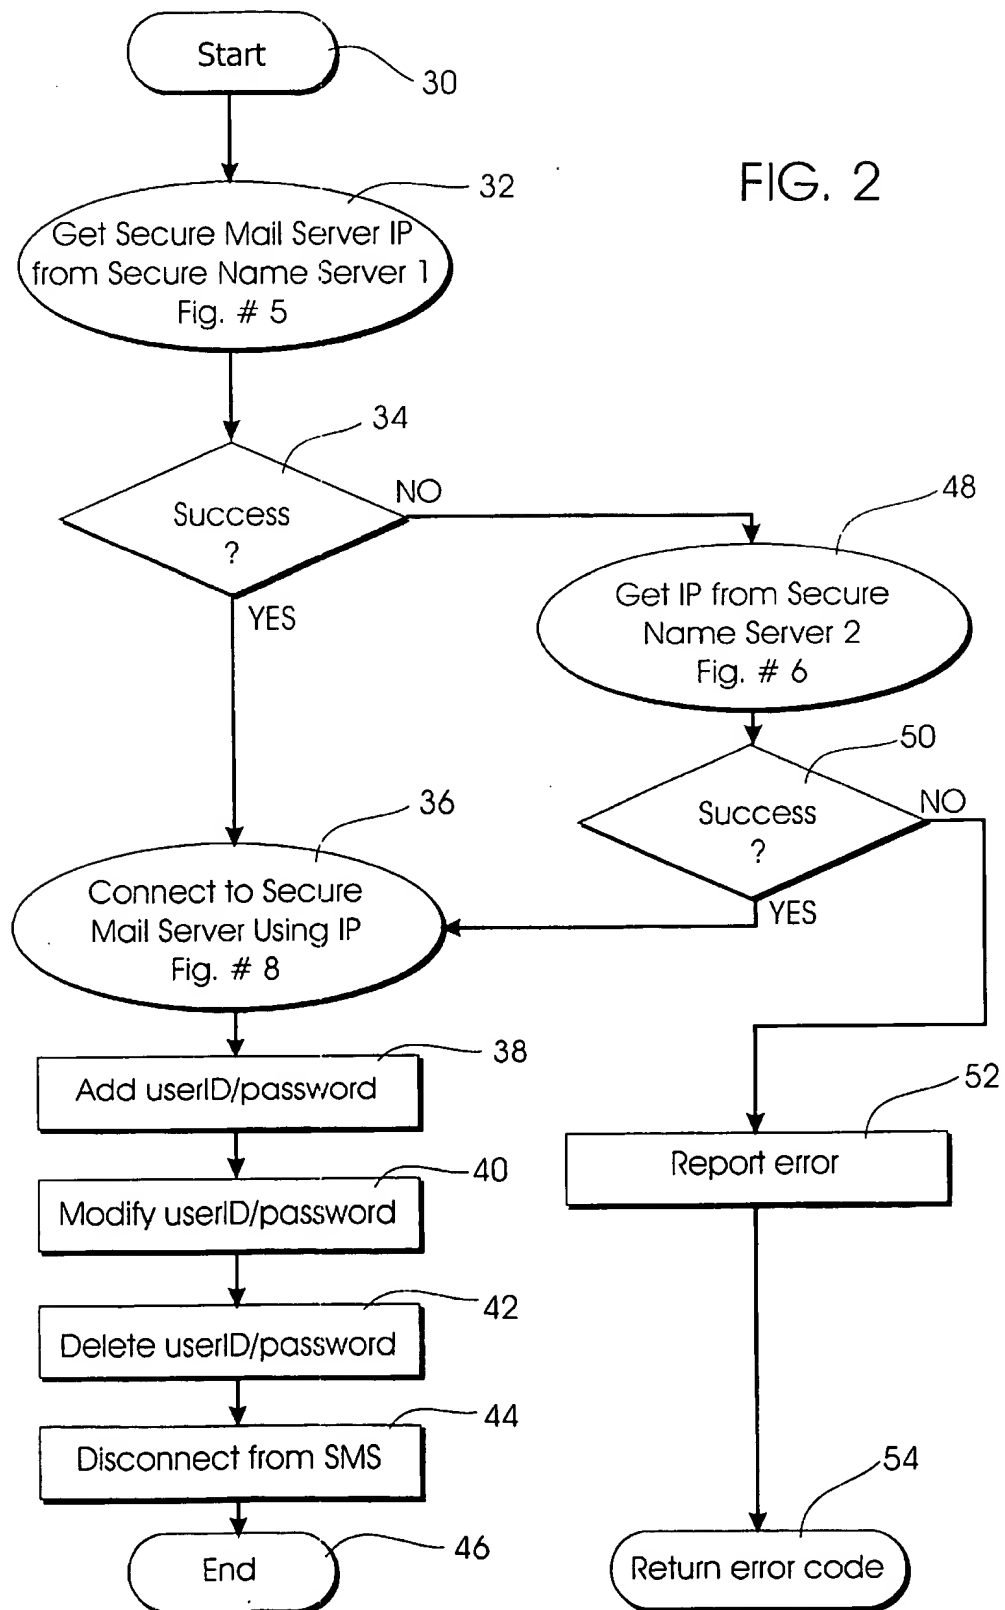 Start
30
FIG. 2
32
Get Secure Mail Server IP
from Secure Name Server 1
Fig. # 5
34
Success
?
NO
YES
48
Get IP from Secure
Name Server 2
Fig. # 6
50
Success
?
NO
YES
36
Connect to Secure
Mail Server Using IP
Fig. # 8
38
Add userID/password
40
Modify userID/password
42
Delete userID/password
44
Disconnect from SMS
46
End
52
Report error
54
Return error code